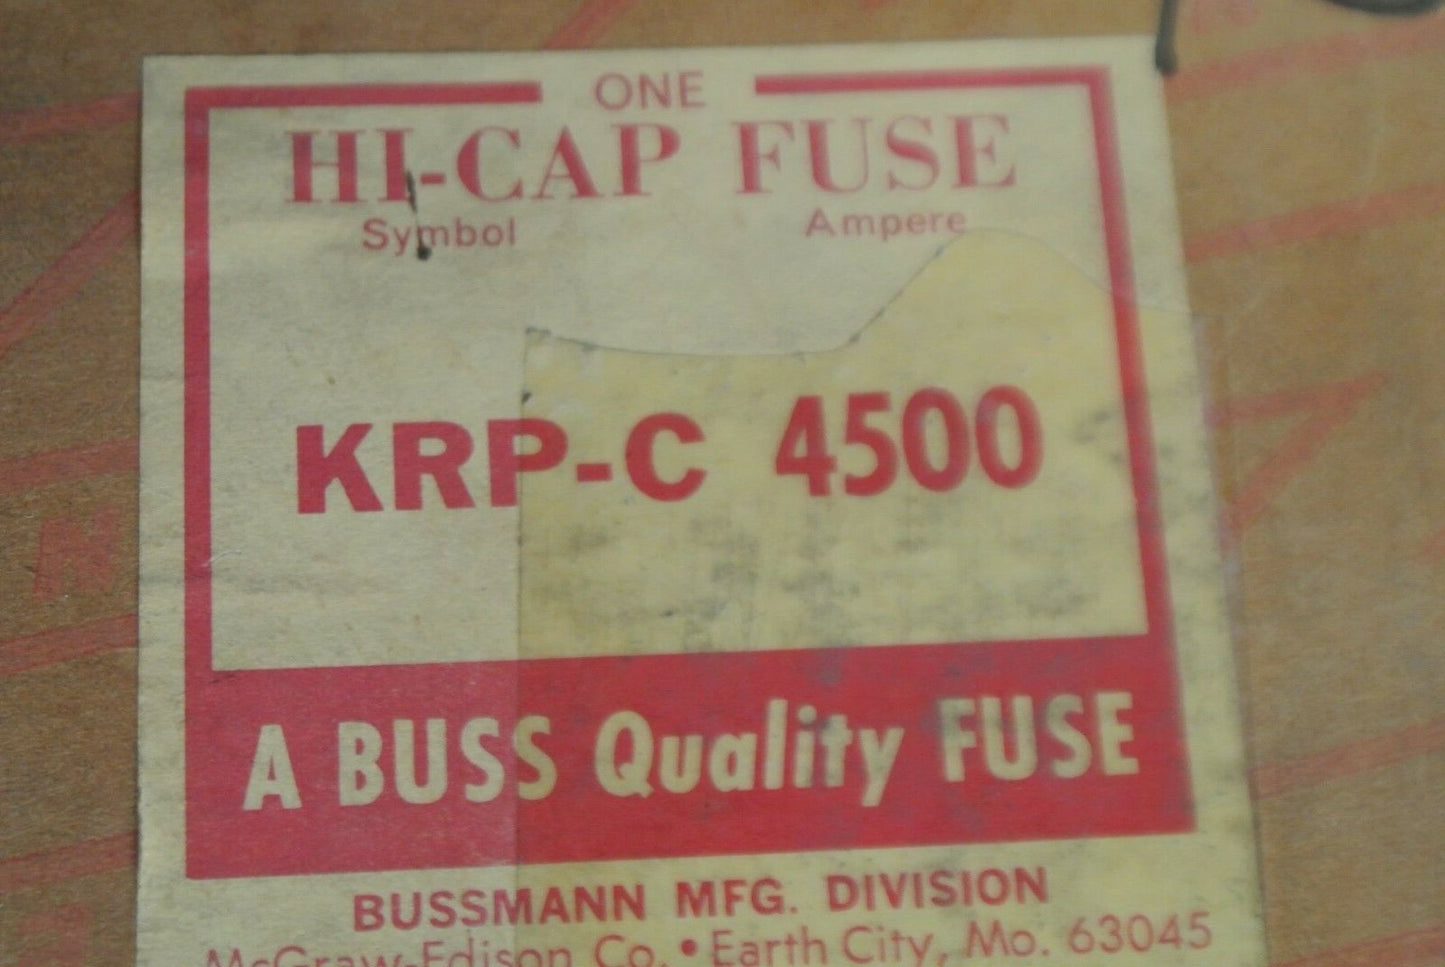 ONE
HI-CAP FUSE
Symbol Ampere
KRP-C 4500
A BUSS Quality FUSE
BUSSMANN MFG. DIVISION
McGraw-Edison Co. • Earth City, Mo. 63045